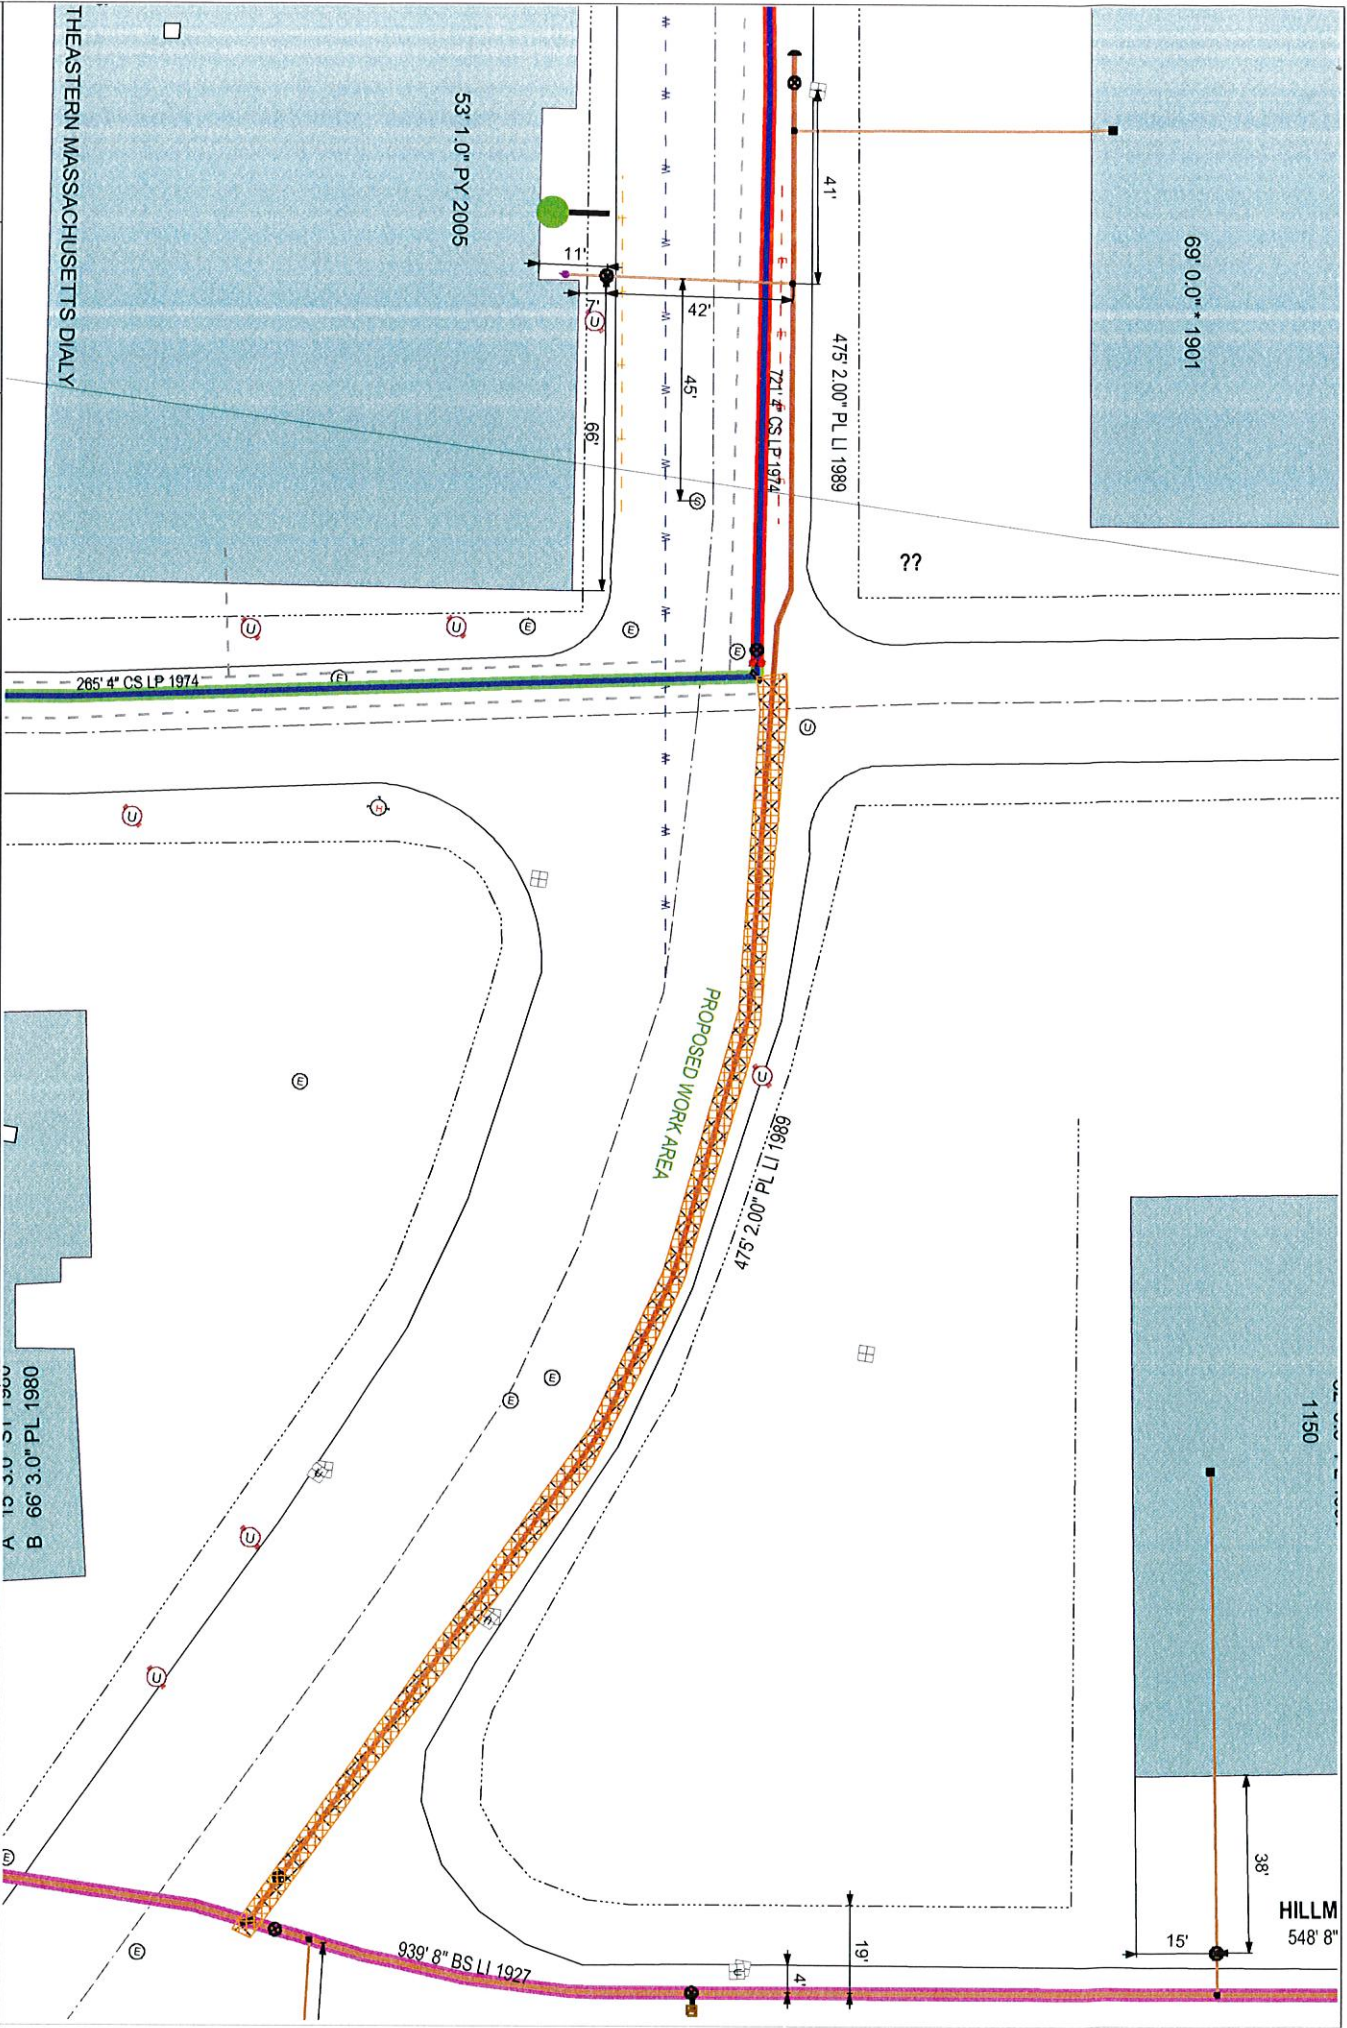 THEASTERN MASSACHUSETTS DIALY
53' 1.0" PY 2005
69' 0.0" * 1901
41'
11'
7'
42'
45'
66'
U
S
721' 4" CS LP 1974
475' 2.00" PL LI 1989
??
W W W W W W W W W W W W W
E E E
U U E E E
265' 4" CS LP 1974
U
U
H
PROPOSED WORK AREA
U
475' 2.00" PL LI 1989
E
E
E
U
U
B 66' 3.0" PL 1980
1150
38'
HILLM
548' 8"
15'
19'
4'
939' 8" BS LI 1927
E
E